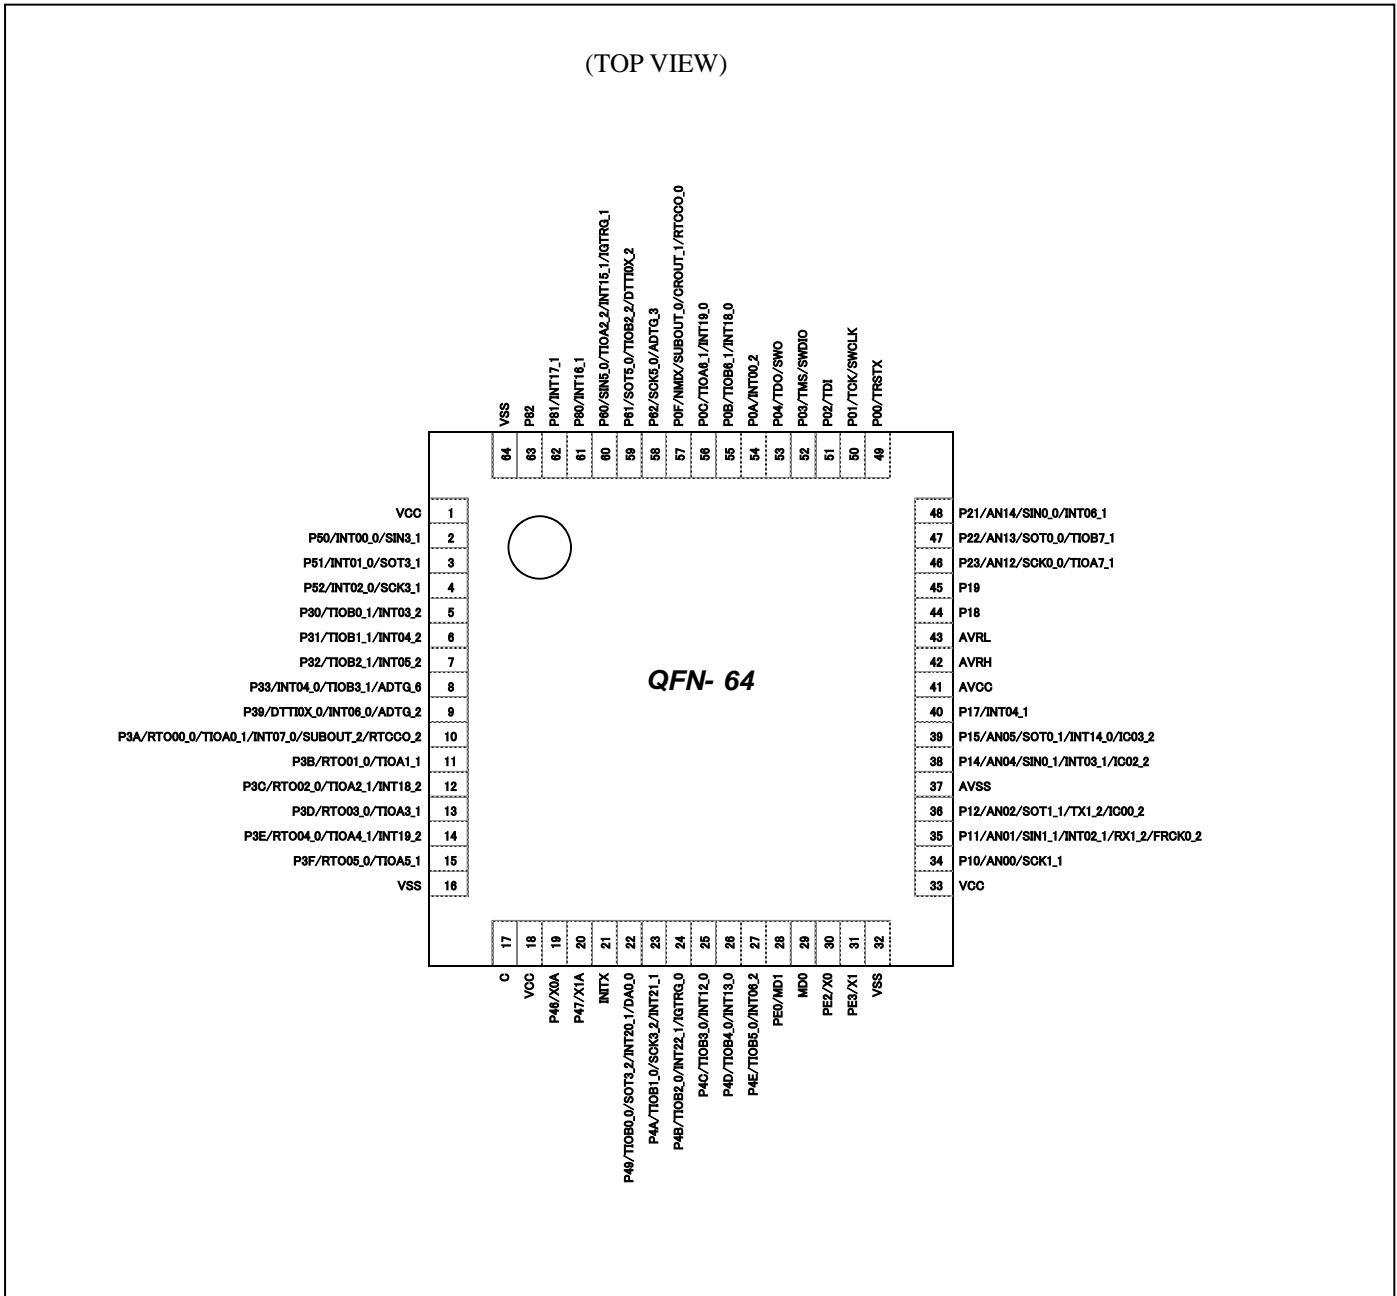 (TOP VIEW)
VSS
P82
P81/INT17_1
P80/INT16_1
P60/SIN5_0/TIOA2_2/INT15_1/IGTRG_1
P61/SOT5_0/TIOB2_2/DTTI0X_2
P62/SCK5_0/ADTG_3
P0F/NMIX/SUBOUT_0/CROUT_1/RTCCO_0
P0C/TIOA6_1/INT19_0
P0B/TIOB6_1/INT18_0
P0A/INT00_2
P04/TDO/SWO
P03/TMS/SWDIO
P02/TDI
P01/TCK/SWCLK
P00/TRSTX
64 63 62 61 60 59 58 57 56 55 54 53 52 51 50 49
VCC 1
P50/INT00_0/SIN3_1 2
P51/INT01_0/SOT3_1 3
P52/INT02_0/SCK3_1 4
P30/TIOB0_1/INT03_2 5
P31/TIOB1_1/INT04_2 6
P32/TIOB2_1/INT05_2 7
P33/INT04_0/TIOB3_1/ADTG_6 8
P39/DTTI0X_0/INT06_0/ADTG_2 9
P3A/RTO00_0/TIOA0_1/INT07_0/SUBOUT_2/RTCCO_2 10
P3B/RTO01_0/TIOA1_1 11
P3C/RTO02_0/TIOA2_1/INT18_2 12
P3D/RTO03_0/TIOA3_1 13
P3E/RTO04_0/TIOA4_1/INT19_2 14
P3F/RTO05_0/TIOA5_1 15
VSS 16
QFN- 64
48 P21/AN14/SIN0_0/INT06_1
47 P22/AN13/SOT0_0/TIOB7_1
46 P23/AN12/SCK0_0/TIOA7_1
45 P19
44 P18
43 AVRL
42 AVRH
41 AVCC
40 P17/INT04_1
39 P15/AN05/SOT0_1/INT14_0/IC03_2
38 P14/AN04/SIN0_1/INT03_1/IC02_2
37 AVSS
36 P12/AN02/SOT1_1/TX1_2/IC00_2
35 P11/AN01/SIN1_1/INT02_1/RX1_2/FRCK0_2
34 P10/AN00/SCK1_1
33 VCC
17 18 19 20 21 22 23 24 25 26 27 28 29 30 31 32
C
VCC
P46/X0A
P47/X1A
INITX
P49/TIOB0_0/SOT3_2/INT20_1/DA0_0
P4A/TIOB1_0/SCK3_2/INT21_1
P4B/TIOB2_0/INT22_1/IGTRG_0
P4C/TIOB3_0/INT12_0
P4D/TIOB4_0/INT13_0
P4E/TIOB5_0/INT06_2
PE0/MD1
MD0
PE2/X0
PE3/X1
VSS